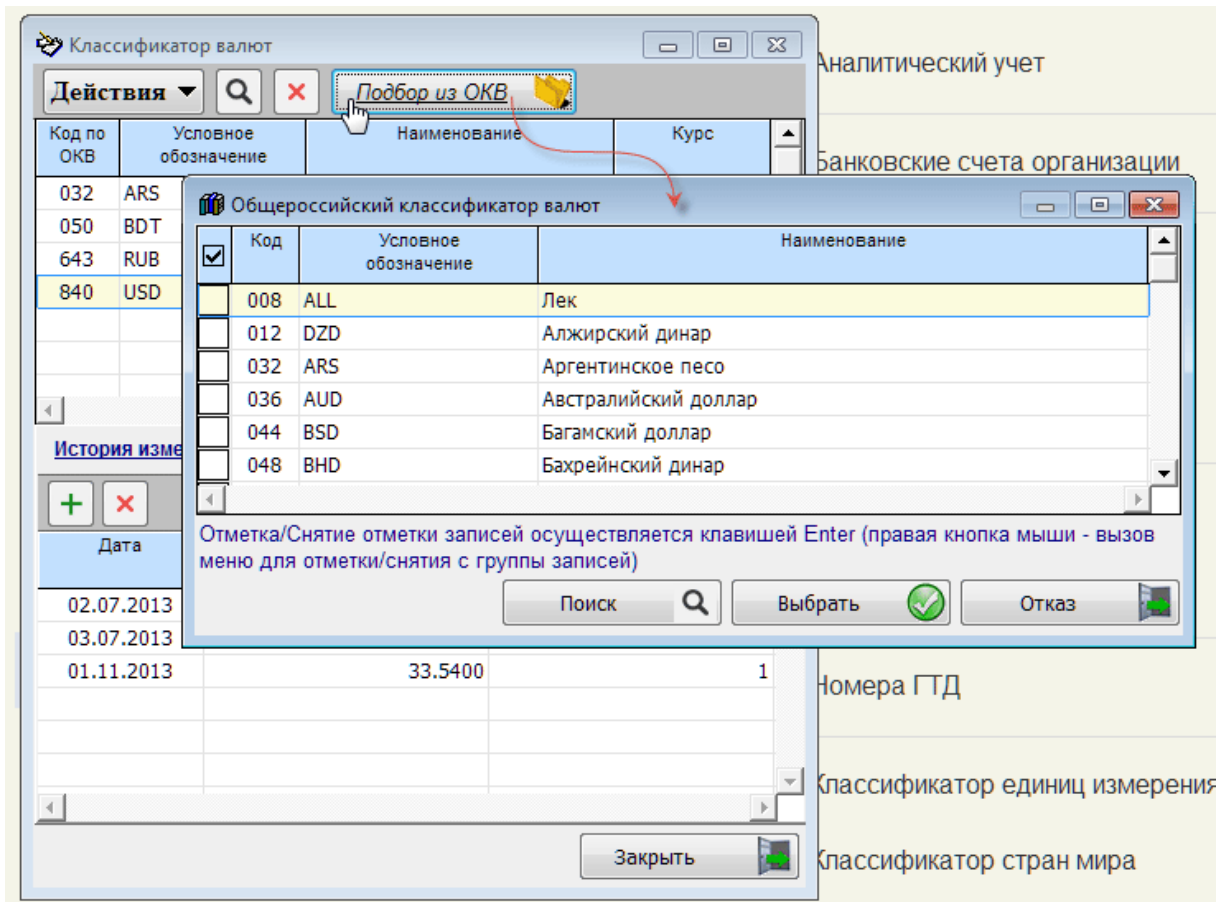 Классификатор валют
Действия
Подбор из ОКВ
Код по ОКВ
Условное обозначение
Наименование
Курс
032 ARS
050 BDT
643 RUB
840 USD
История изме
Дата
02.07.2013
03.07.2013
01.11.2013 33.5400 1
Закрыть
Общероссийский классификатор валют
Код
Условное обозначение
Наименование
008 ALL Лек
012 DZD Алжирский динар
032 ARS Аргентинское песо
036 AUD Австралийский доллар
044 BSD Багамский доллар
048 BHD Бахрейнский динар
Отметка/Снятие отметки записей осуществляется клавишей Enter (правая кнопка мыши - вызов
меню для отметки/снятия с группы записей)
Поиск
Выбрать
Отказ
Аналитический учет
Банковские счета организации
Номера ГТД
Классификатор единиц измерения
Классификатор стран мира